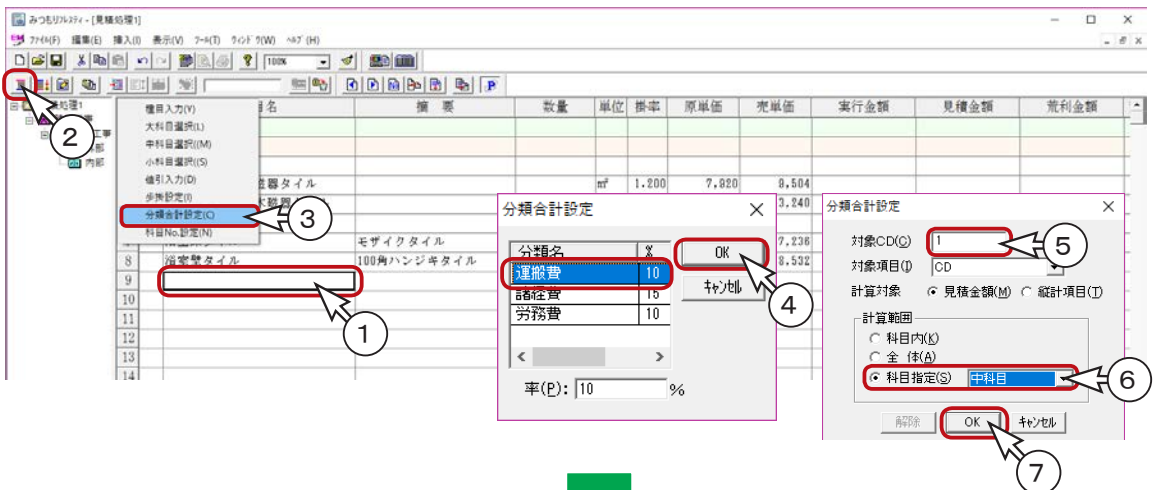 みつもりフレスティ - [見積処理1]
ファイル(F) 編集(E) 挿入(I) 表示(V) ツール(T) ウィンドウ(W) ヘルプ(H)
100%
P
処理1
名 摘 要 数量 単位 掛率 原単価 売単価 実行金額 見積金額 荒利金額
種目入力(Y)
大科目選択(L)
中科目選択((M)
小科目選択((S)
値引入力(D)
歩掛設定(I)
分類合計設定(C)
科目No.設定(N)
工事
部
内部
器タイル ㎡ 1.200 7,920 9,504
3,240
モザイクタイル 7,236
8 浴室壁タイル 100角ハンジキタイル 8,532
9
10
11
12
13
14
①
②
③
分類合計設定
分類名 %
運搬費 10
諸経費 15
労務費 10
率(P): 10 %
OK
キャンセル
④
分類合計設定
対象CD(C) 1
対象項目(J) CD
計算対象 見積金額(M) 縦計項目(T)
計算範囲
科目内(K)
全 体(A)
科目指定(S) 中科目
解除 OK キャンセル
⑤
⑥
⑦